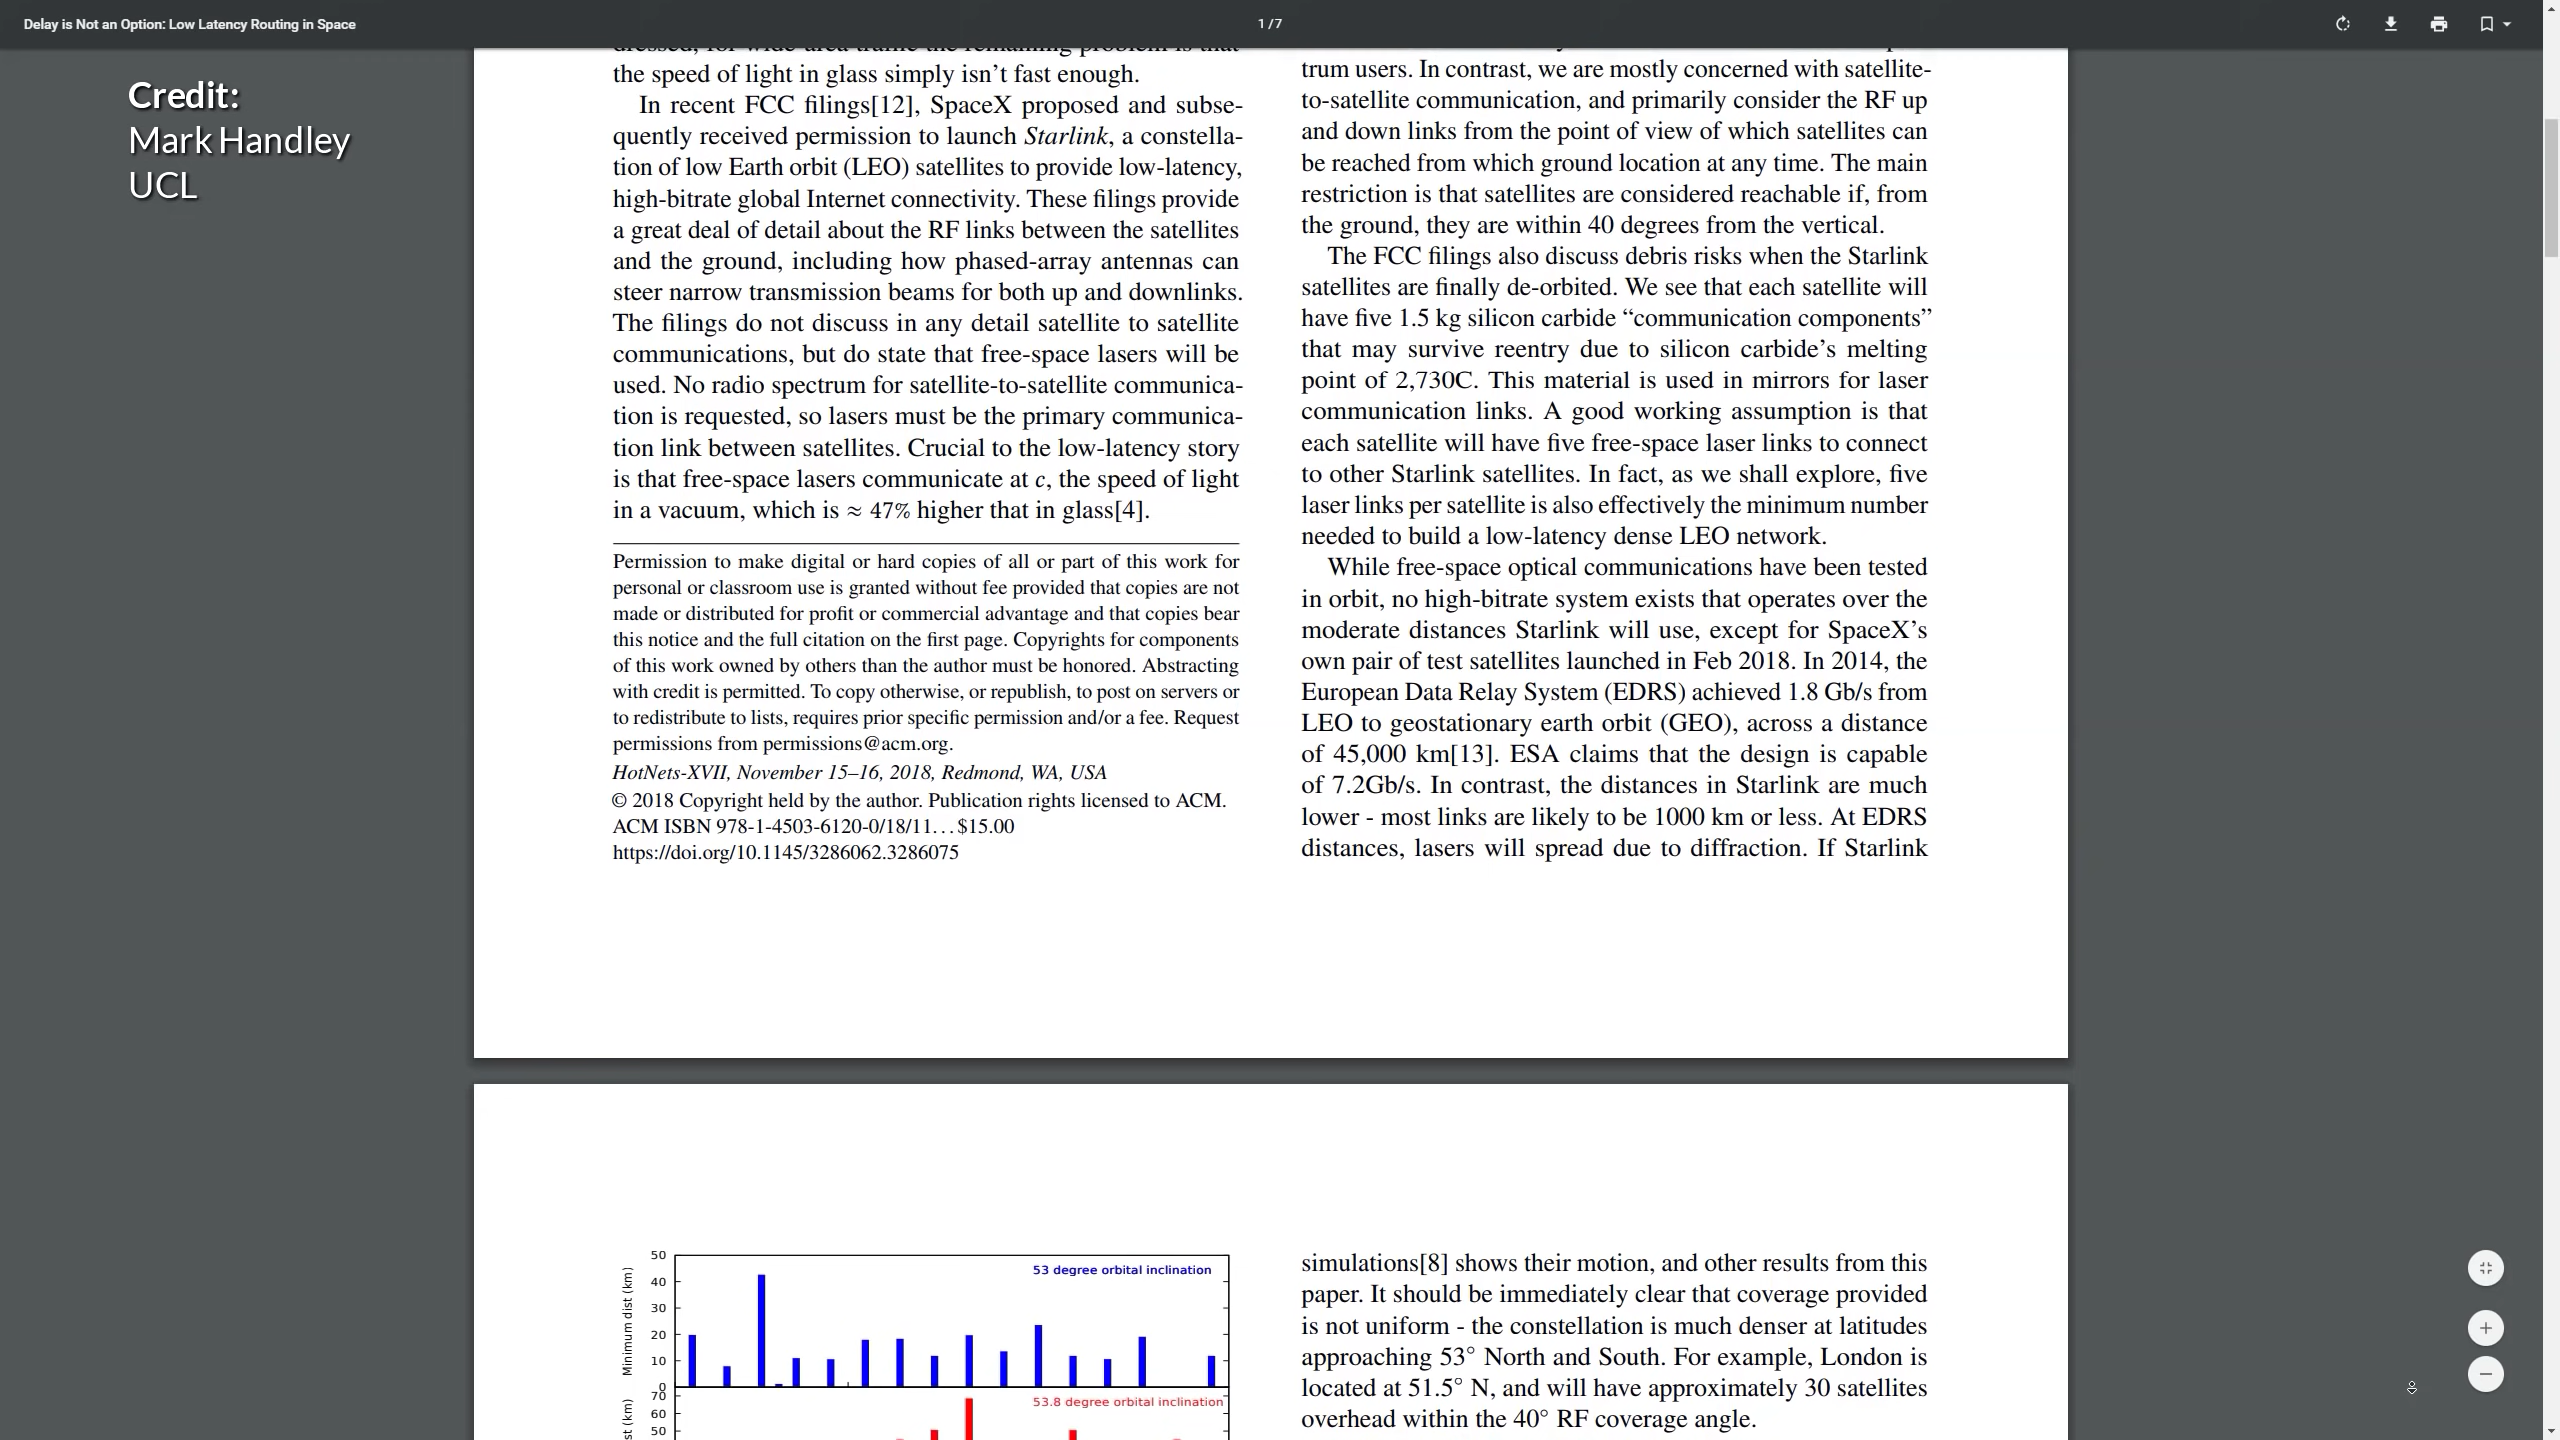 Delay is Not an Option: Low Latency Routing in Space
1/7
Credit:
Mark Handley
UCL
dressed, for wide-area traffic the remaining problem is that
the speed of light in glass simply isn’t fast enough.
In recent FCC filings[12], SpaceX proposed and subse-
quently received permission to launch Starlink, a constella-
tion of low Earth orbit (LEO) satellites to provide low-latency,
high-bitrate global Internet connectivity. These filings provide
a great deal of detail about the RF links between the satellites
and the ground, including how phased-array antennas can
steer narrow transmission beams for both up and downlinks.
The filings do not discuss in any detail satellite to satellite
communications, but do state that free-space lasers will be
used. No radio spectrum for satellite-to-satellite communica-
tion is requested, so lasers must be the primary communica-
tion link between satellites. Crucial to the low-latency story
is that free-space lasers communicate at c, the speed of light
in a vacuum, which is ≈ 47% higher that in glass[4].
Permission to make digital or hard copies of all or part of this work for
personal or classroom use is granted without fee provided that copies are not
made or distributed for profit or commercial advantage and that copies bear
this notice and the full citation on the first page. Copyrights for components
of this work owned by others than the author must be honored. Abstracting
with credit is permitted. To copy otherwise, or republish, to post on servers or
to redistribute to lists, requires prior specific permission and/or a fee. Request
permissions from permissions@acm.org.
HotNets-XVII, November 15–16, 2018, Redmond, WA, USA
© 2018 Copyright held by the author. Publication rights licensed to ACM.
ACM ISBN 978-1-4503-6120-0/18/11...$15.00
https://doi.org/10.1145/3286062.3286075
trum users. In contrast, we are mostly concerned with satellite-
to-satellite communication, and primarily consider the RF up
and down links from the point of view of which satellites can
be reached from which ground location at any time. The main
restriction is that satellites are considered reachable if, from
the ground, they are within 40 degrees from the vertical.
The FCC filings also discuss debris risks when the Starlink
satellites are finally de-orbited. We see that each satellite will
have five 1.5 kg silicon carbide “communication components”
that may survive reentry due to silicon carbide’s melting
point of 2,730C. This material is used in mirrors for laser
communication links. A good working assumption is that
each satellite will have five free-space laser links to connect
to other Starlink satellites. In fact, as we shall explore, five
laser links per satellite is also effectively the minimum number
needed to build a low-latency dense LEO network.
While free-space optical communications have been tested
in orbit, no high-bitrate system exists that operates over the
moderate distances Starlink will use, except for SpaceX’s
own pair of test satellites launched in Feb 2018. In 2014, the
European Data Relay System (EDRS) achieved 1.8 Gb/s from
LEO to geostationary earth orbit (GEO), across a distance
of 45,000 km[13]. ESA claims that the design is capable
of 7.2Gb/s. In contrast, the distances in Starlink are much
lower - most links are likely to be 1000 km or less. At EDRS
distances, lasers will spread due to diffraction. If Starlink
Minimum dist (km)
50
40
30
20
10
0
53 degree orbital inclination
st (km)
70
60
50
53.8 degree orbital inclination
simulations[8] shows their motion, and other results from this
paper. It should be immediately clear that coverage provided
is not uniform - the constellation is much denser at latitudes
approaching 53° North and South. For example, London is
located at 51.5° N, and will have approximately 30 satellites
overhead within the 40° RF coverage angle.